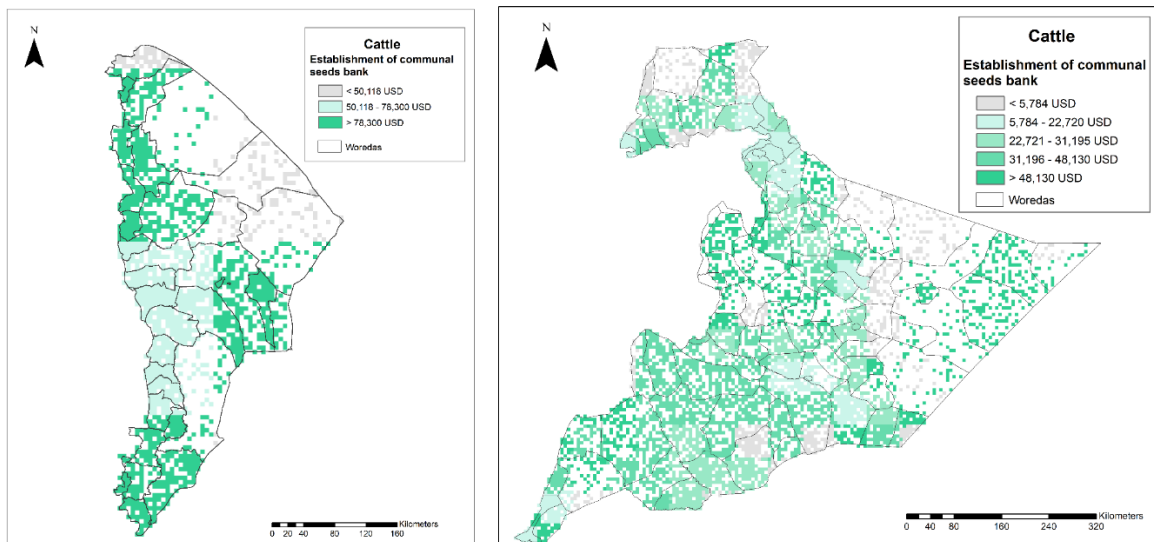 N
Cattle
Establishment of communal
seeds bank
< 50,118 USD
50,118 - 78,300 USD
> 78,300 USD
Woredas
Kilometers
0 20 40 80 120 160
N
Cattle
Establishment of communal
seeds bank
< 5,784 USD
5,784 - 22,720 USD
22,721 - 31,195 USD
31,196 - 48,130 USD
> 48,130 USD
Woredas
Kilometers
0 40 80 160 240 320